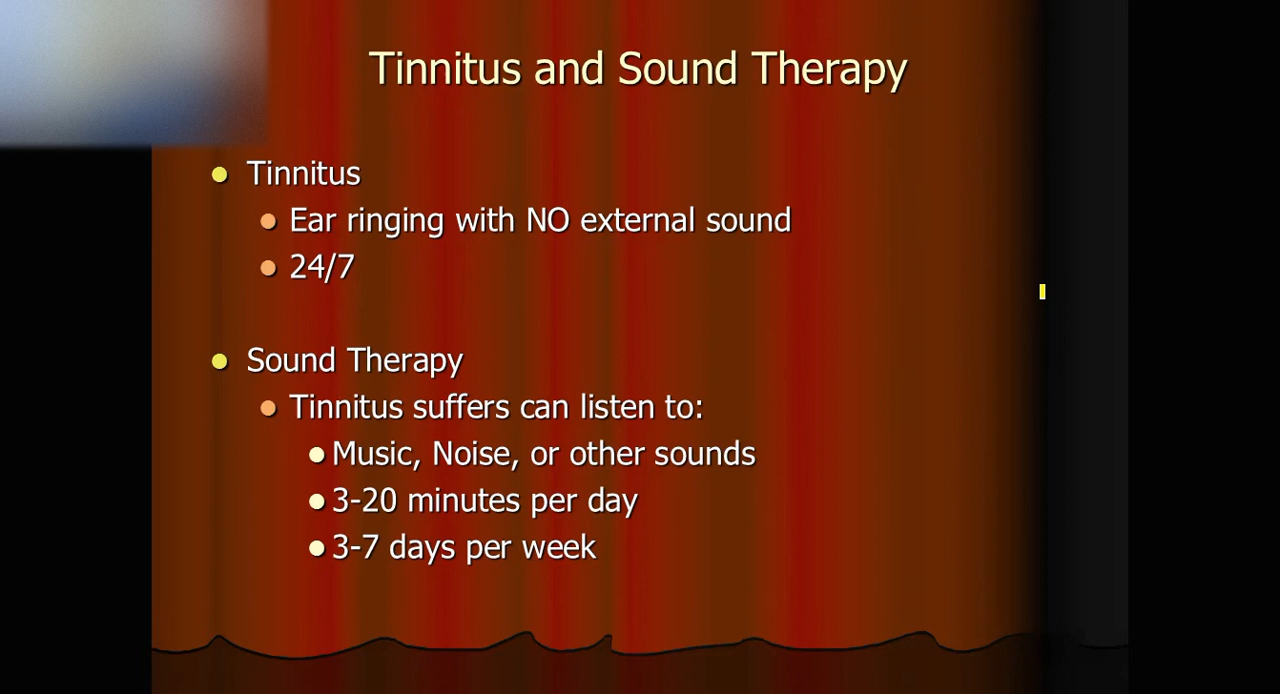 Tinnitus and Sound Therapy
Tinnitus
Ear ringing with NO external sound
24/7
Sound Therapy
Tinnitus suffers can listen to:
Music, Noise, or other sounds
3-20 minutes per day
3-7 days per week